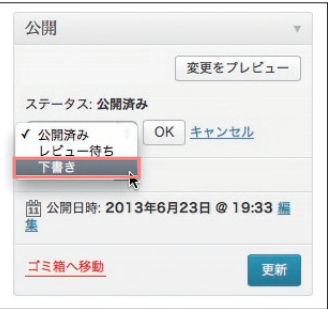 公開
変更をプレビュー
ステータス: 公開済み
✓ 公開済み
OK キャンセル
レビュー待ち
下書き
11 公開日時: 2013年6月23日 @ 19:33 編
集
ゴミ箱へ移動
更新